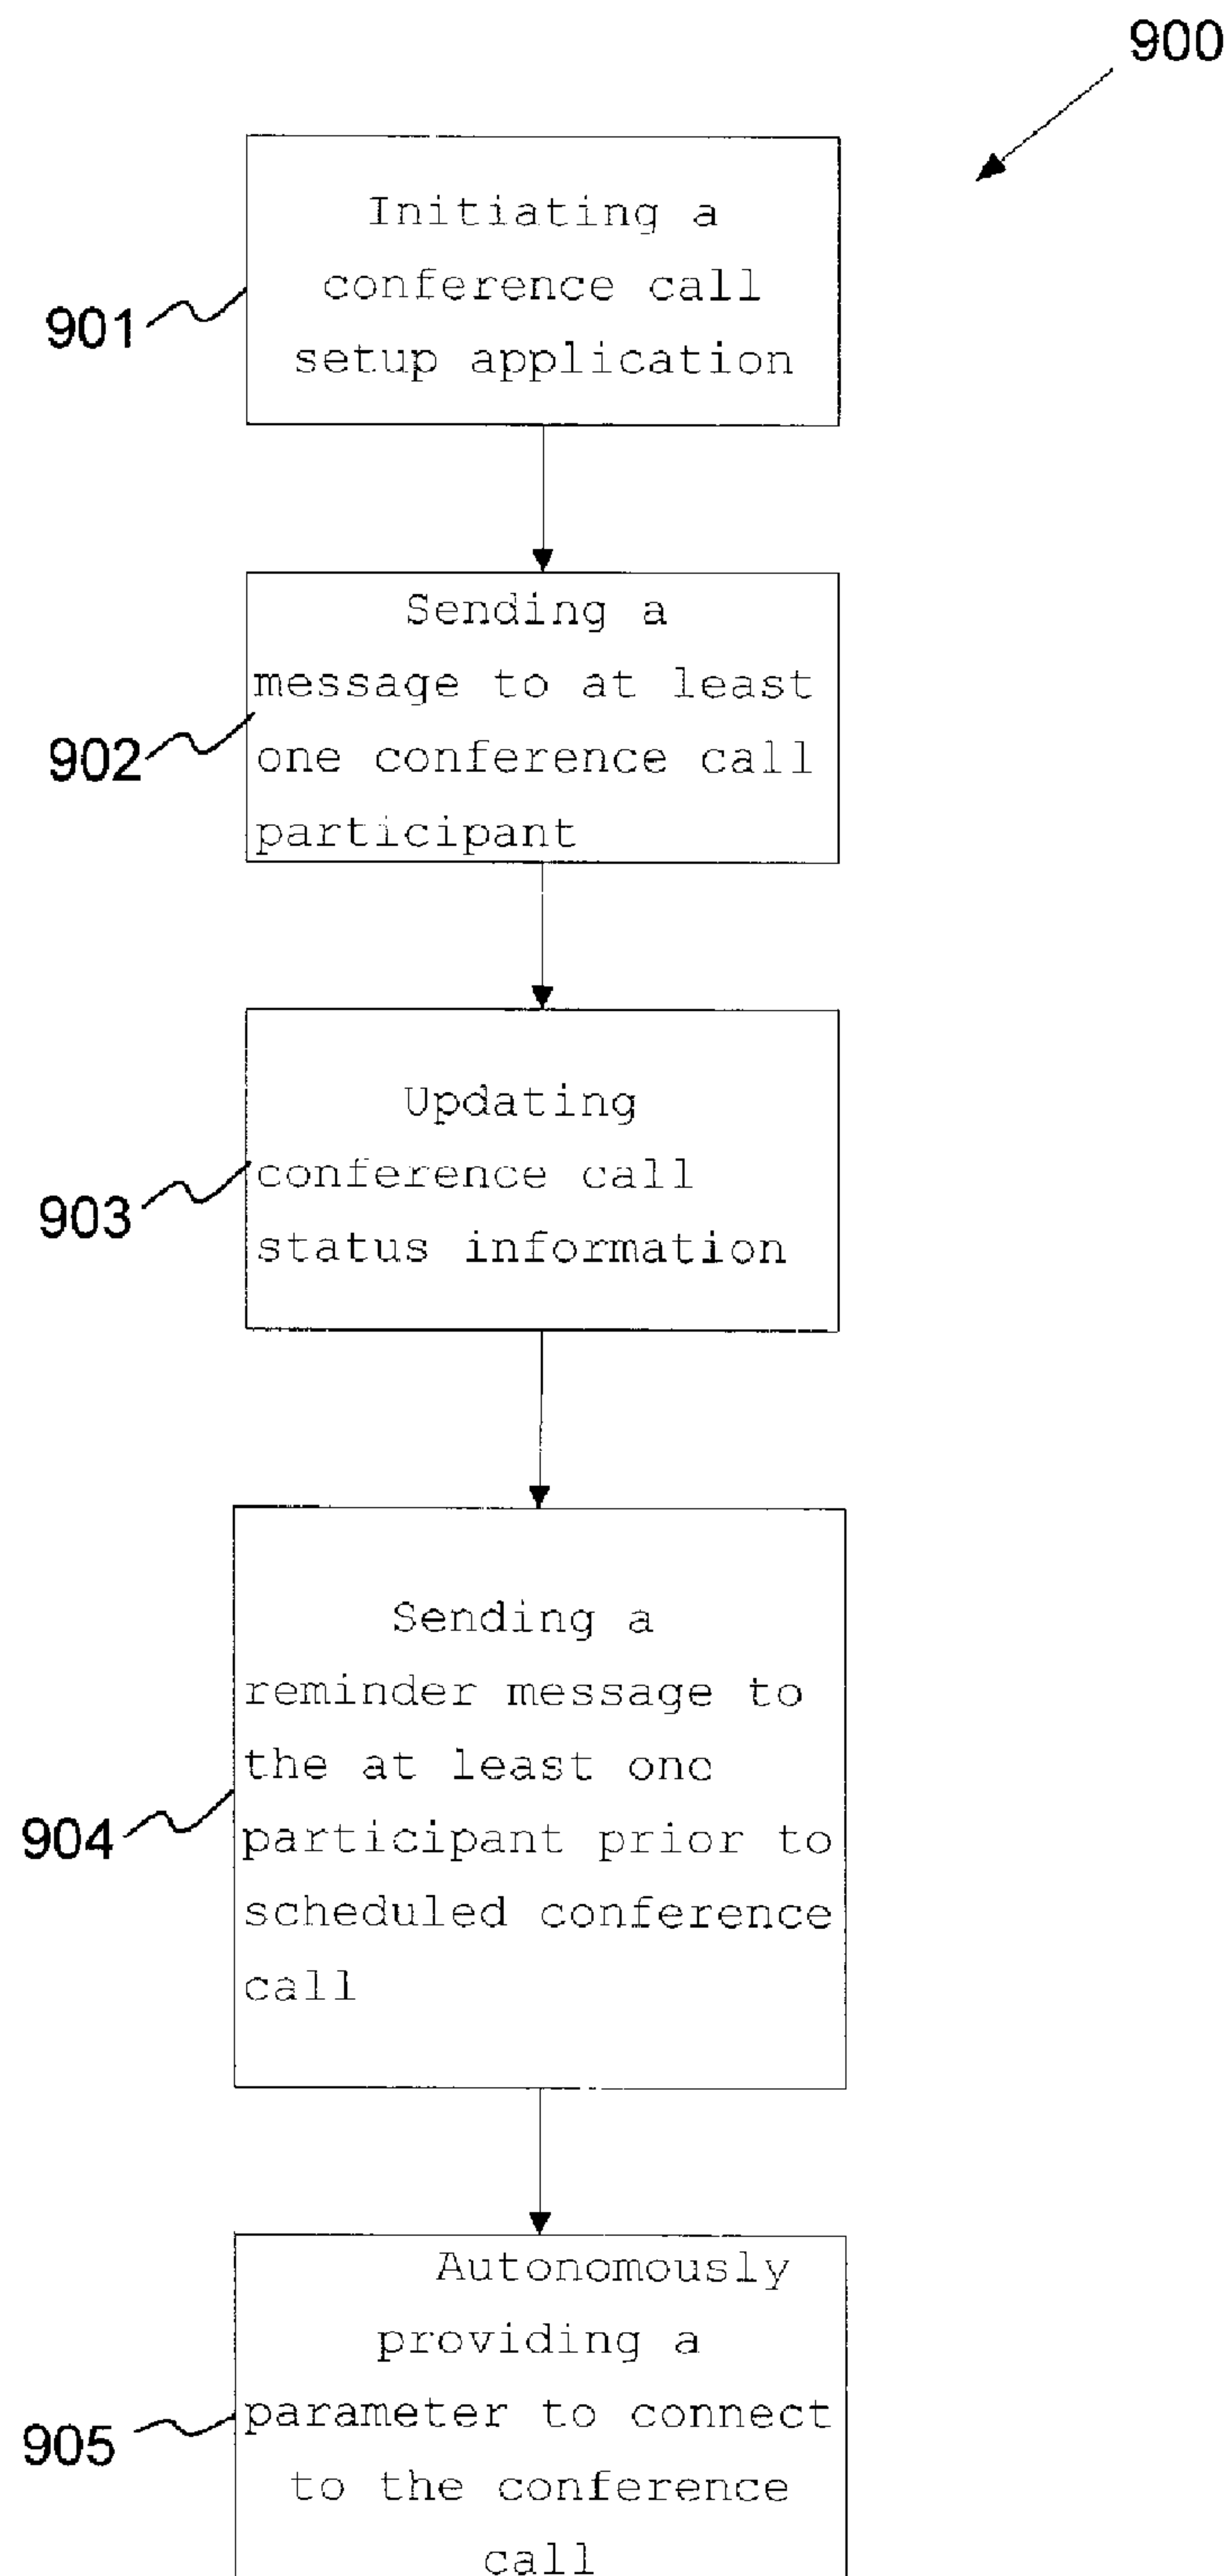 900
Initiating a
conference call
setup application
901
Sending a
message to at least
one conference call
participant
902
Updating
conference call
status information
903
Sending a
reminder message to
the at least one
participant prior to
scheduled conference
call
904
Autonomously
providing a
parameter to connect
to the conference
call
905